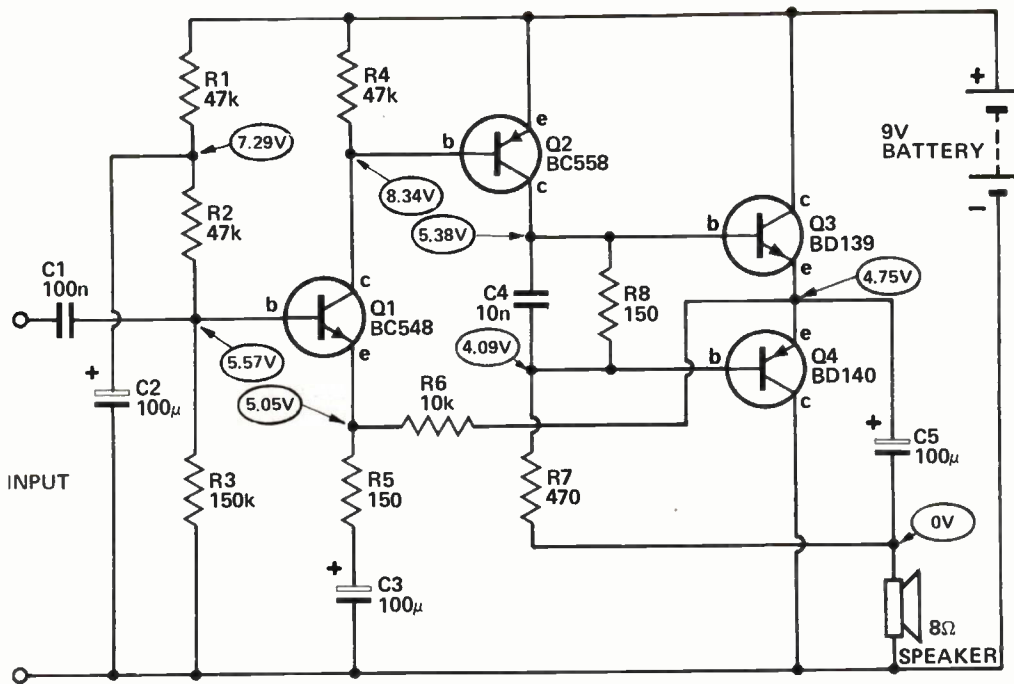 R1
47k
7.29V
R2
47k
C1
100n
5.57V
+
C2
100μ
INPUT
R3
150k
R4
47k
8.34V
b
c
e
Q1
BC548
5.05V
R6
10k
R5
150
+
C3
100μ
b
e
c
Q2
BC558
5.38V
C4
10n
4.09V
R8
150
R7
470
b
c
e
Q3
BD139
4.75V
b
e
c
Q4
BD140
+
C5
100μ
0V
8Ω
SPEAKER
+
9V
BATTERY
−